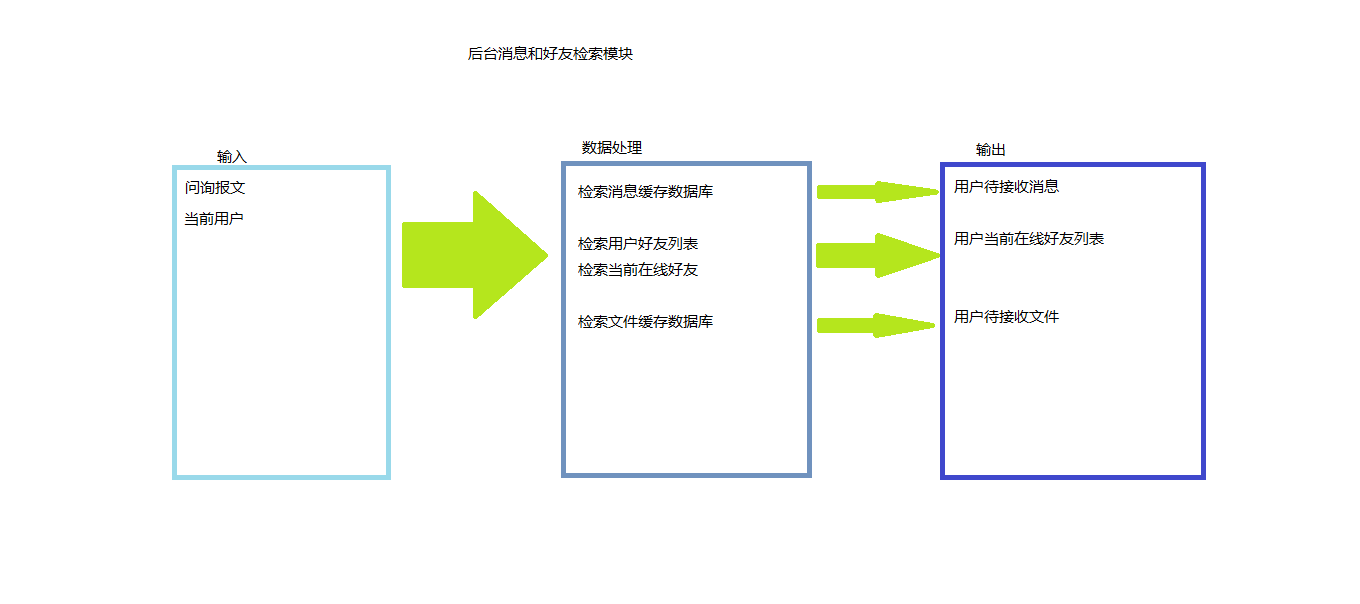 后台消息和好友检索模块
输入
问询报文
当前用户
数据处理
检索消息缓存数据库
检索用户好友列表
检索当前在线好友
检索文件缓存数据库
输出
用户待接收消息
用户当前在线好友列表
用户待接收文件